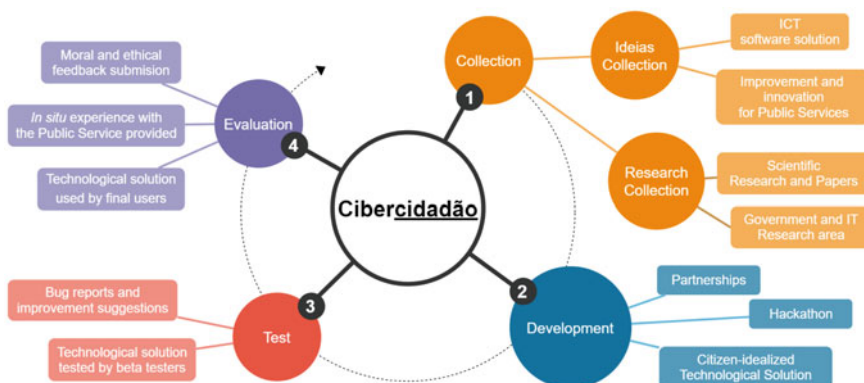 Cibercidadão
1
Collection
Ideias
Collection
ICT
software solution
Improvement and
innovation
for Public Services
Research
Collection
Scientific
Research and Papers
Government and IT
Research area
2
Development
Partnerships
Hackathon
Citizen-idealized
Technological Solution
3
Test
Bug reports and
improvement suggestions
Technological solution
tested by beta testers
4
Evaluation
Moral and ethical
feedback submision
In situ experience with
the Public Service provided
Technological solution
used by final users